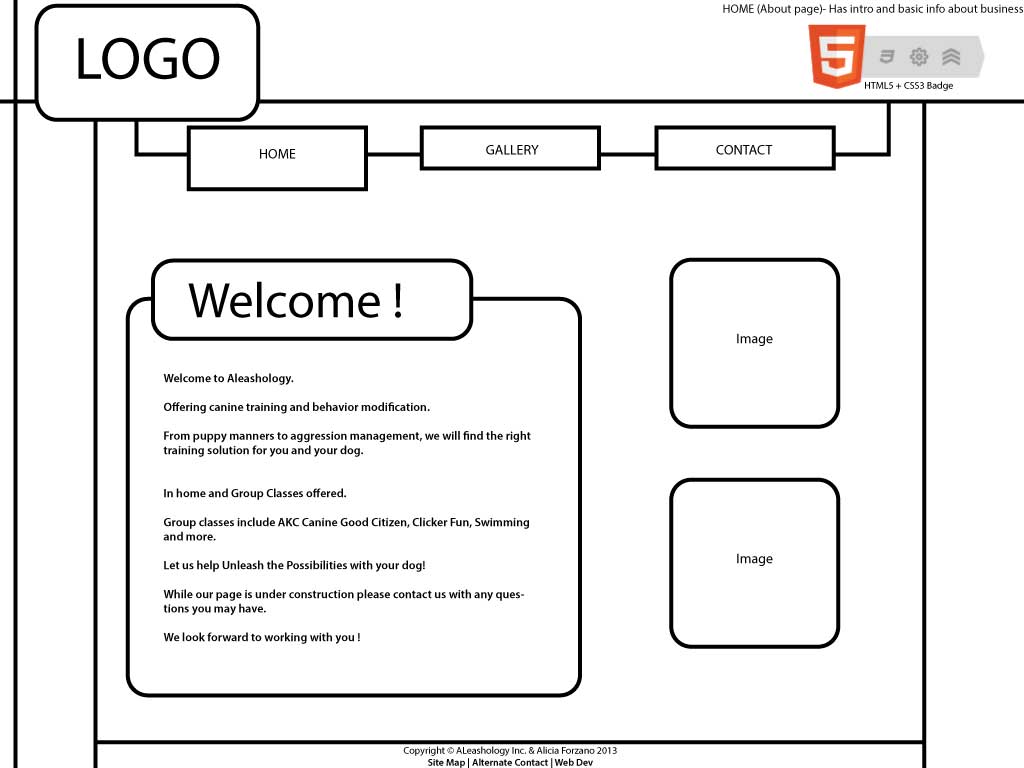 HOME (About page)- Has intro and basic info about business
LOGO
5
3
HTML5 + CSS3 Badge
HOME
GALLERY
CONTACT
Welcome !
Welcome to Aleashology.
Offering canine training and behavior modification.
From puppy manners to aggression management, we will find the right
training solution for you and your dog.
In home and Group Classes offered.
Group classes include AKC Canine Good Citizen, Clicker Fun, Swimming
and more.
Let us help Unleash the Possibilities with your dog!
While our page is under construction please contact us with any ques-
tions you may have.
We look forward to working with you !
Image
Image
Copyright © ALeashology Inc. & Alicia Forzano 2013
Site Map | Alternate Contact | Web Dev